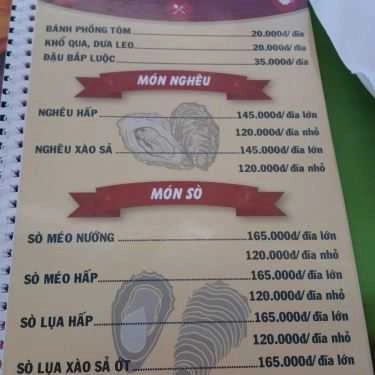 BÁNH PHỒNG TÔM 20.000đ/ đĩa
KHỔ QUA, DƯA LEO 20.000đ/ đĩa
ĐẬU BẮP LUỘC 35.000đ/ đĩa
MÓN NGHÊU
NGHÊU HẤP 145.000đ/ đĩa lớn
120.000đ/ đĩa nhỏ
NGHÊU XÀO SẢ 145.000đ/ đĩa lớn
120.000đ/ đĩa nhỏ
MÓN SÒ
SÒ MÉO NƯỚNG 165.000đ/ đĩa lớn
120.000đ/ đĩa nhỏ
SÒ MÉO HẤP 165.000đ/ đĩa lớn
120.000đ/ đĩa nhỏ
SÒ LỤA HẤP 165.000đ/ đĩa lớn
120.000đ/ đĩa nhỏ
SÒ LỤA XÀO SẢ ỚT 165.000đ/ đĩa lớn